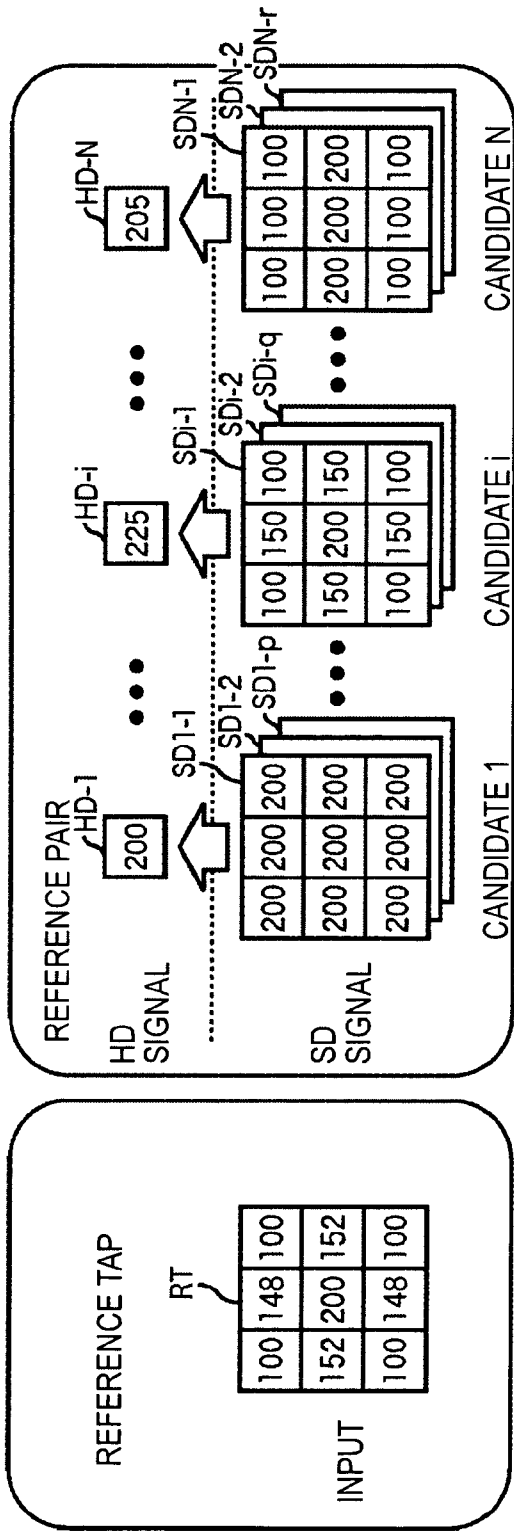 REFERENCE TAP
RT
100 148 100
152 200 152
100 148 100
INPUT
REFERENCE PAIR
HD SIGNAL
HD-1
200
HD-i
225
HD-N
205
SD SIGNAL
SD1-1
SD1-2
SD1-p
200 200 200
200 200 200
200 200 200
CANDIDATE 1
SDi-1
SDi-2
SDi-q
100 150 100
150 200 150
100 150 100
CANDIDATE i
SDN-1
SDN-2
SDN-r
100 100 100
200 200 200
100 100 100
CANDIDATE N